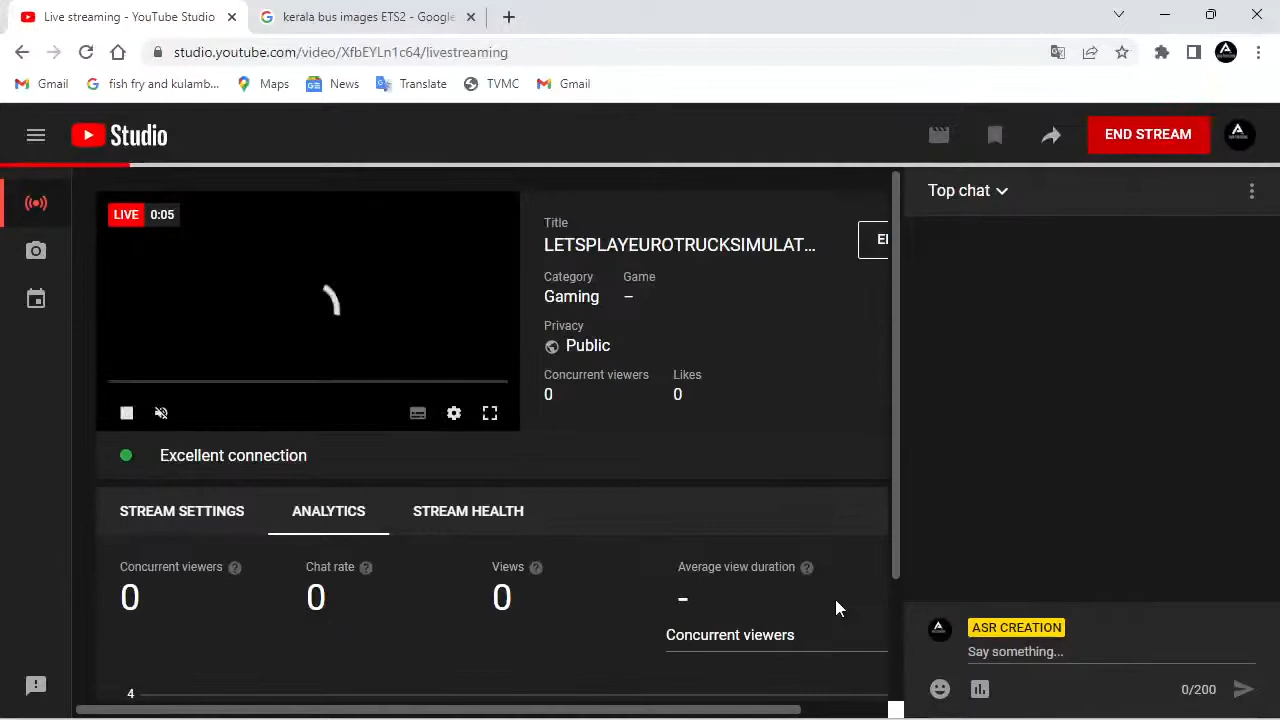 Live streaming - YouTube Studio
kerala bus images ETS2 - Google
studio.youtube.com/video/XfbEYLn1c64/livestreaming
Gmail
fish fry and kulamb...
Maps
News
Translate
TVMC
Gmail
Studio
END STREAM
LIVE 0:05
Title
LETSPLAYEUROTRUCKSIMULAT...
Category Game
Gaming –
Privacy
Public
Concurrent viewers Likes
0 0
Excellent connection
STREAM SETTINGS ANALYTICS STREAM HEALTH
Concurrent viewers Chat rate Views Average view duration
0 0 0 -
Concurrent viewers
4
Top chat
ASR CREATION
Say something...
0/200